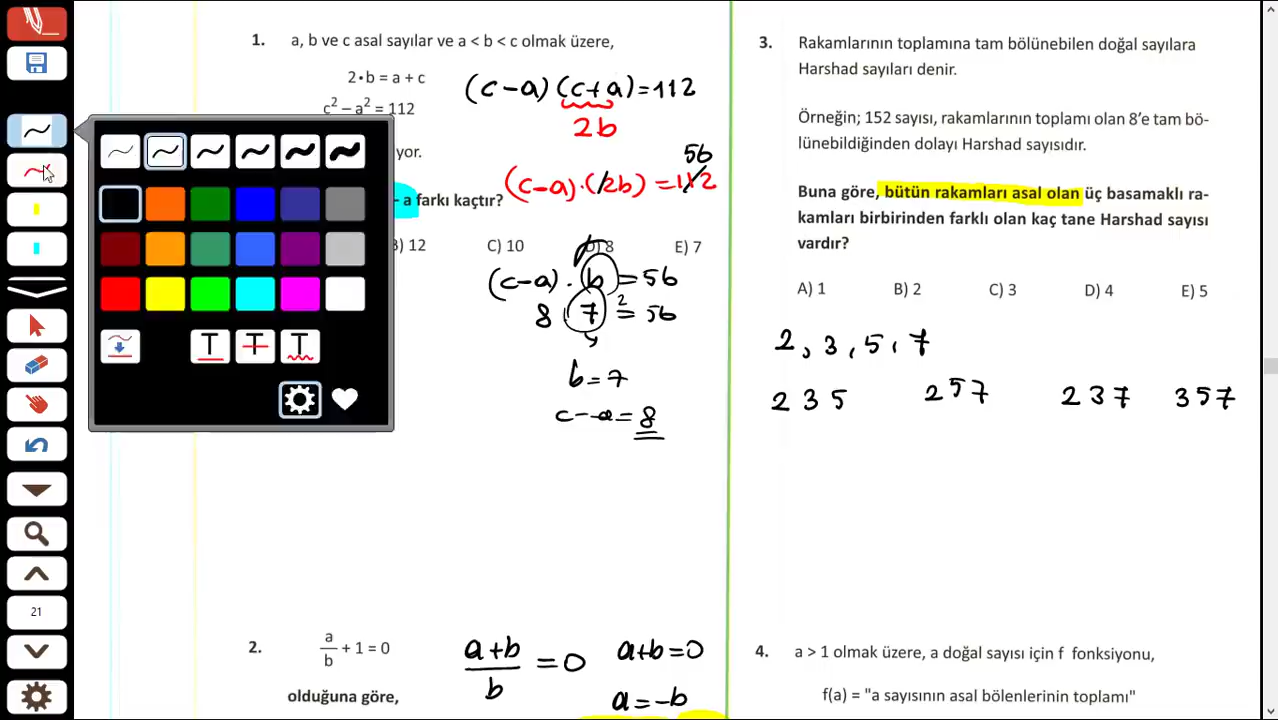 1. a, b ve c asal sayılar ve a < b < c olmak üzere,
2•b = a + c
c² – a² = 112
yor.
- a farkı kaçtır?
) 12 C) 10 D) 8 E) 7
(c-a) (c+a)=112
2b
56
(c-a)·(2b) =112
(c-a) · b = 56
8 · 7 = 56
2
b=7
c-a=8
2. a/b + 1 = 0
olduğuna göre,
a+b/b = 0
a+b=0
a=-b
3. Rakamlarının toplamına tam bölünebilen doğal sayılara
Harshad sayıları denir.
Örneğin; 152 sayısı, rakamlarının toplamı olan 8’e tam bö-
lünebildiğinden dolayı Harshad sayısıdır.
Buna göre, bütün rakamları asal olan üç basamaklı ra-
kamları birbirinden farklı olan kaç tane Harshad sayısı
vardır?
A) 1 B) 2 C) 3 D) 4 E) 5
2, 3, 5, 7
235 257 237 357
4. a > 1 olmak üzere, a doğal sayısı için f fonksiyonu,
f(a) = "a sayısının asal bölenlerinin toplamı"
21
T T T